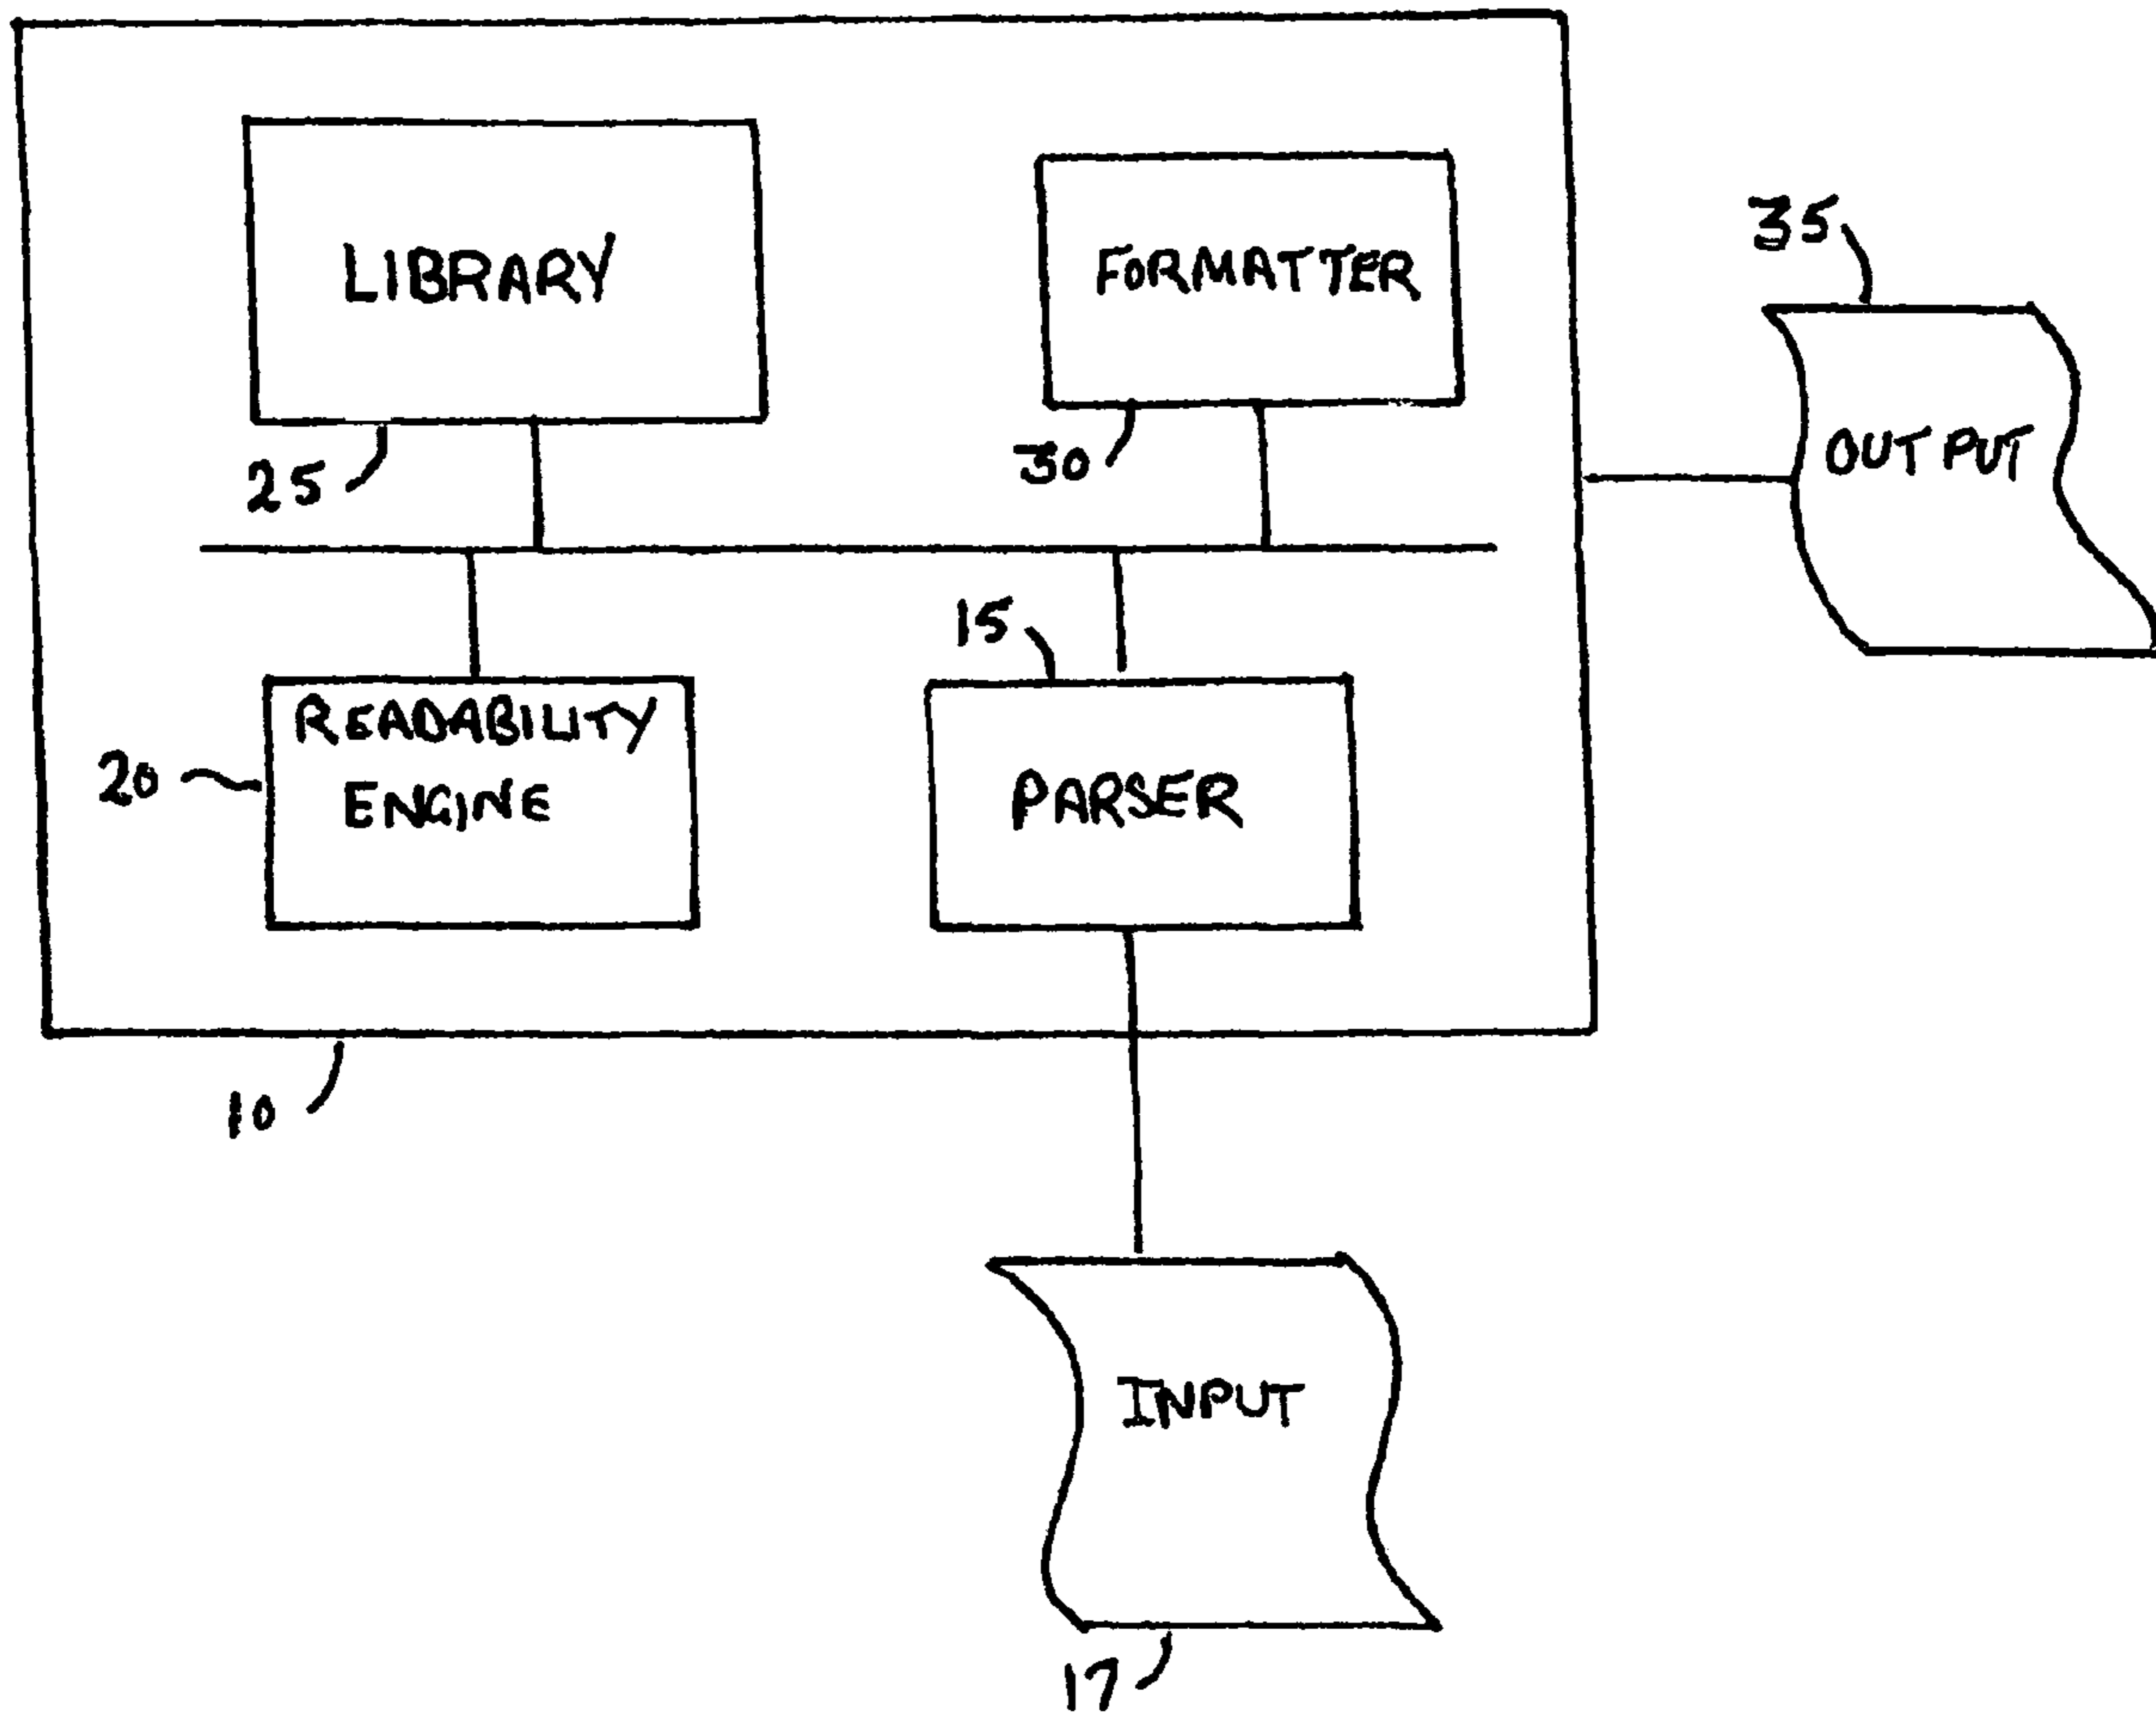 LIBRARY
FORMATTER
35
OUTPUT
25
30
15
READABILITY
ENGINE
20
PARSER
10
INPUT
17